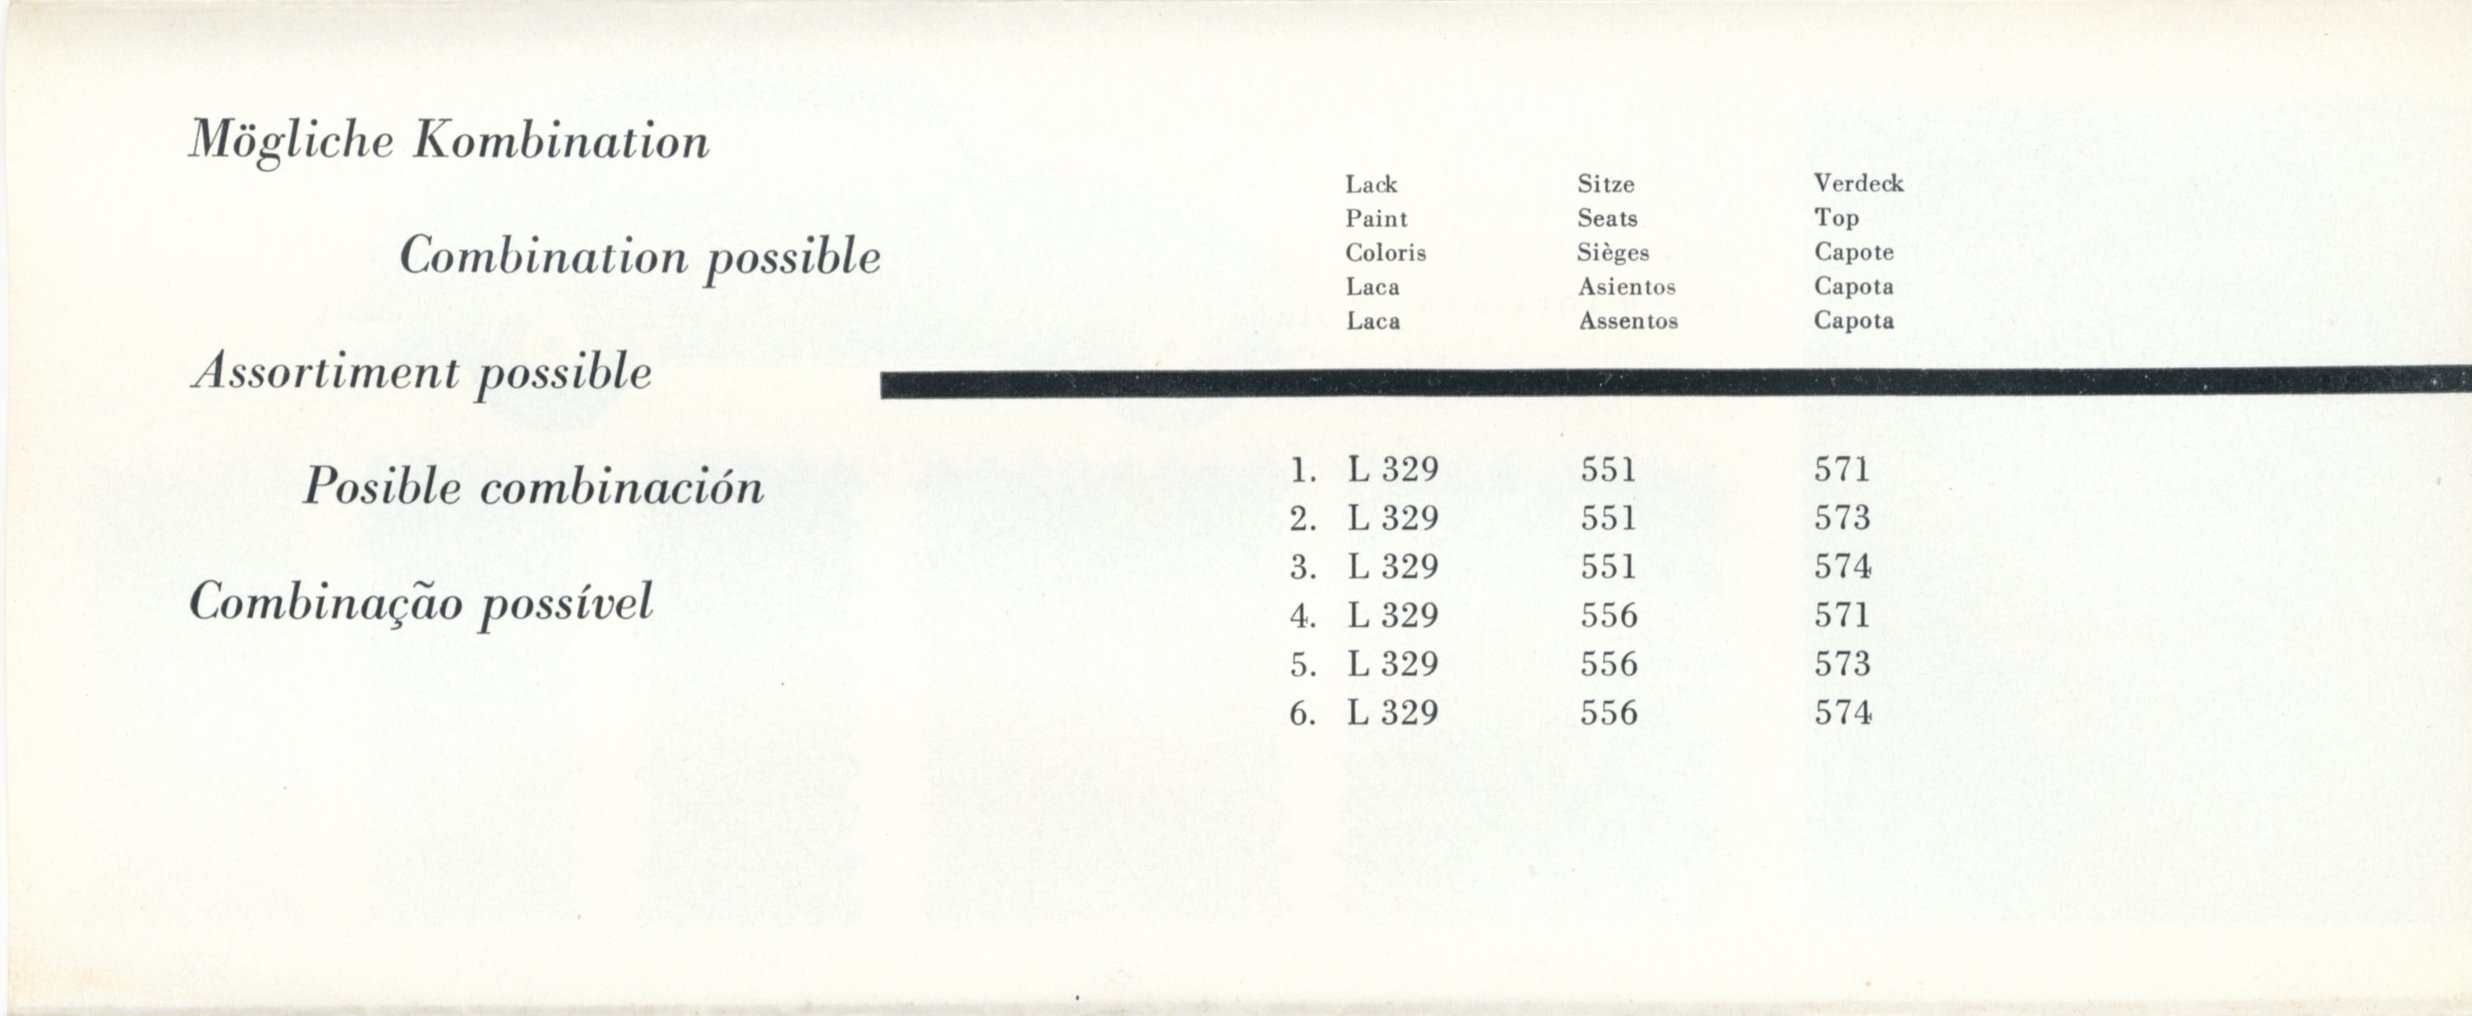 Mögliche Kombination
Combination possible
Assortiment possible
Posible combinación
Combinação possível
Lack Sitze Verdeck
Paint Seats Top
Coloris Sièges Capote
Laca Asientos Capota
Laca Assentos Capota
1. L 329 551 571
2. L 329 551 573
3. L 329 551 574
4. L 329 556 571
5. L 329 556 573
6. L 329 556 574